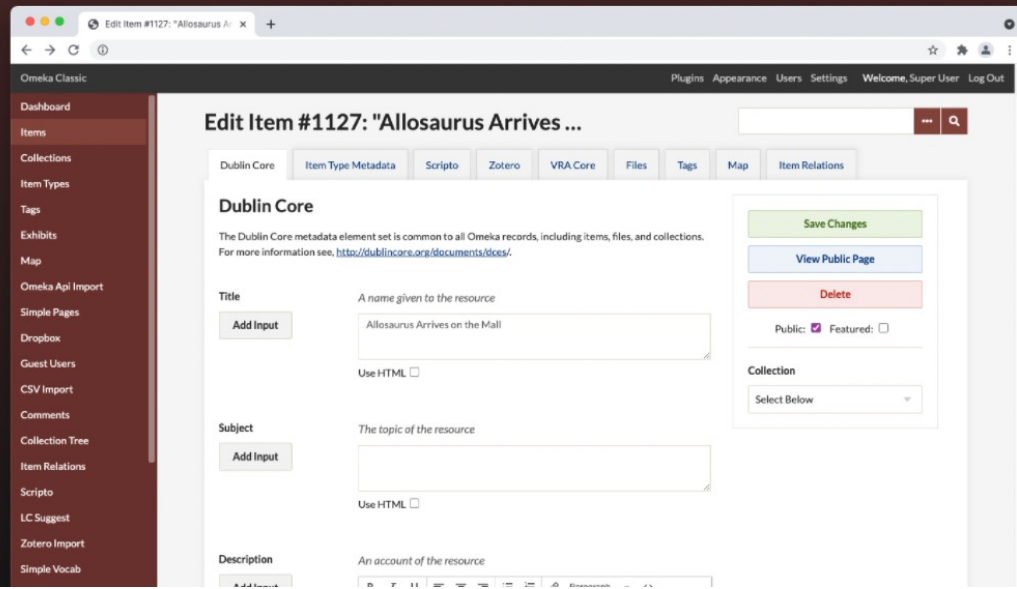 Edit Item #1127: "Allosaurus Ar
Omeka Classic
Plugins Appearance Users Settings Welcome, Super User Log Out
Dashboard
Items
Collections
Item Types
Tags
Exhibits
Map
Omeka Api Import
Simple Pages
Dropbox
Guest Users
CSV Import
Comments
Collection Tree
Item Relations
Scripto
LC Suggest
Zotero Import
Simple Vocab
Edit Item #1127: "Allosaurus Arrives ...
Dublin Core Item Type Metadata Scripto Zotero VRA Core Files Tags Map Item Relations
Dublin Core
The Dublin Core metadata element set is common to all Omeka records, including items, files, and collections.
For more information see, http://dublincore.org/documents/dces/.
Title
A name given to the resource
Add Input
Allosaurus Arrives on the Mall
Use HTML
Subject
The topic of the resource
Add Input
Use HTML
Description
An account of the resource
Save Changes
View Public Page
Delete
Public: Featured:
Collection
Select Below